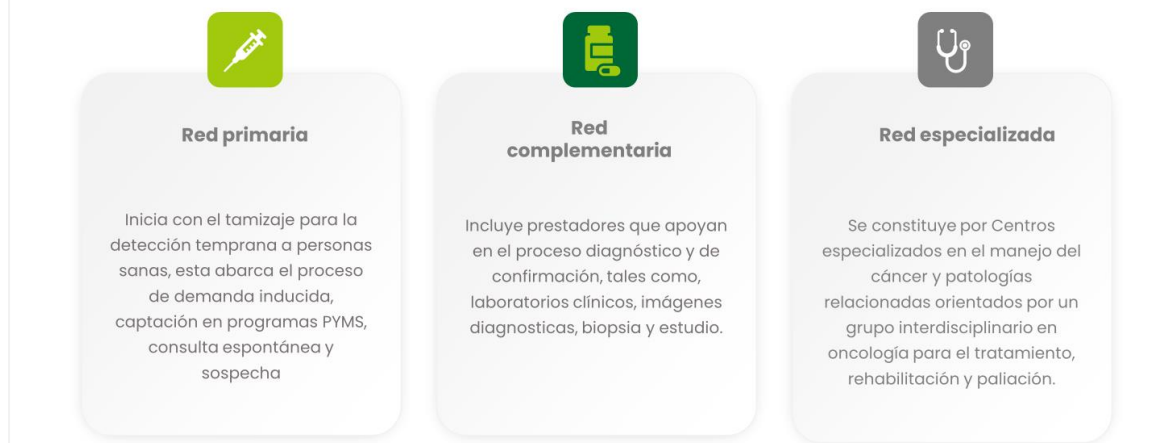 Red primaria
Inicia con el tamizaje para la
detección temprana a personas
sanas, esta abarca el proceso
de demanda inducida,
captación en programas PYMS,
consulta espontánea y
sospecha
Red
complementaria
Incluye prestadores que apoyan
en el proceso diagnóstico y de
confirmación, tales como,
laboratorios clínicos, imágenes
diagnosticas, biopsia y estudio.
Red especializada
Se constituye por Centros
especializados en el manejo del
cáncer y patologías
relacionadas orientados por un
grupo interdisciplinario en
oncología para el tratamiento,
rehabilitación y paliación.